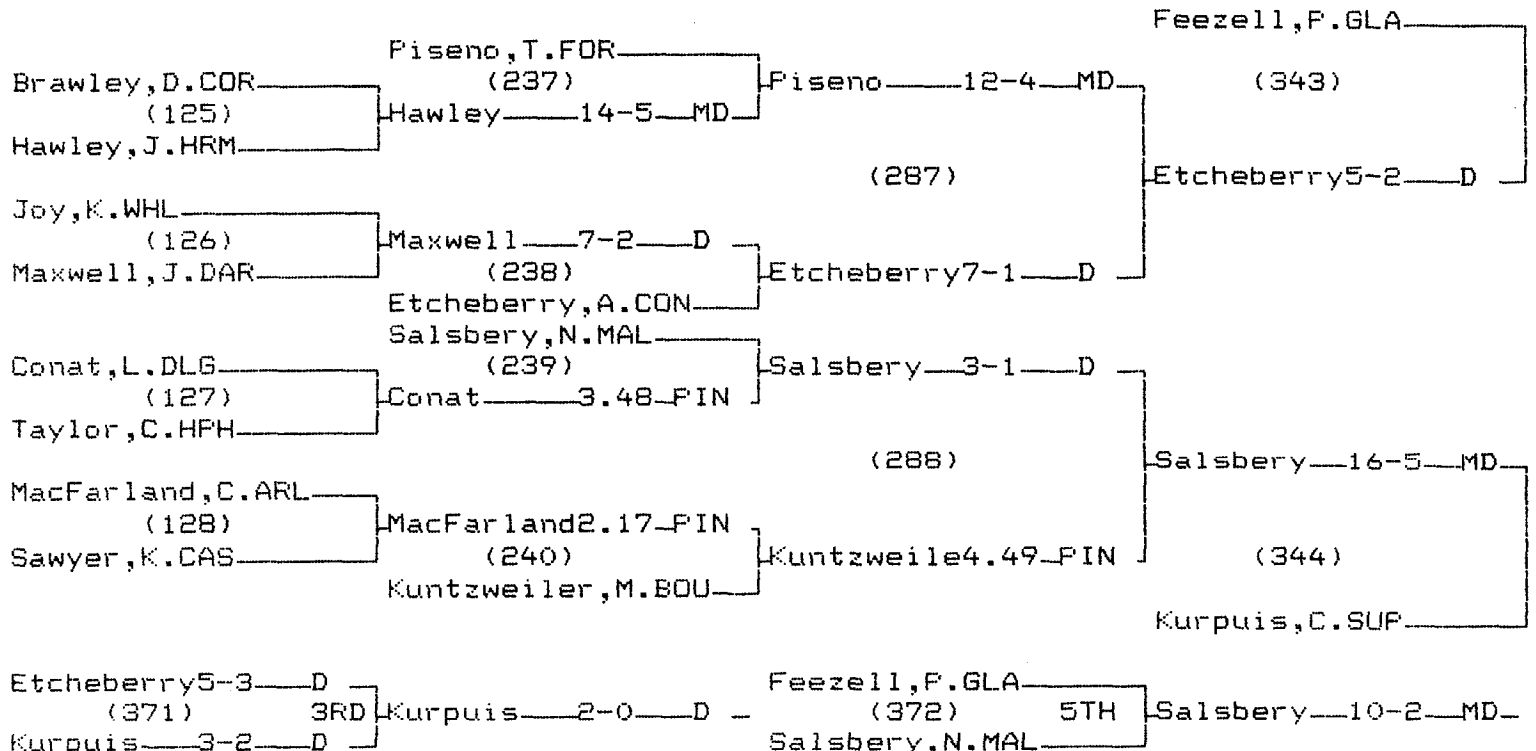 Feezell,P.GLA
Piseno,T.FOR
Brawley,D.COR (237) Piseno 12-4 MD (343)
(125) Hawley 14-5 MD
Hawley,J.HRM
(287) Etcheberry5-2 D
Joy,K.WHL
(126) Maxwell 7-2 D
Maxwell,J.DAR (238) Etcheberry7-1 D
Etcheberry,A.CON
Salsbery,N.MAL
Conat,L.DLG (239) Salsbery 3-1 D
(127) Conat 3.48 PIN
Taylor,C.HPH
(288) Salsbery 16-5 MD
MacFarland,C.ARL
(128) MacFarland2.17 PIN
Sawyer,K.CAS (240) Kuntzweile4.49 PIN (344)
Kuntzweiler,M.BOU
Kurpuis,C.SUP
Etcheberry5-3 D Feezell,P.GLA
(371) 3RD Kurpuis 2-0 D (372) 5TH Salsbery 10-2 MD
Kurpuis 3-2 D Salsbery,N.MAL